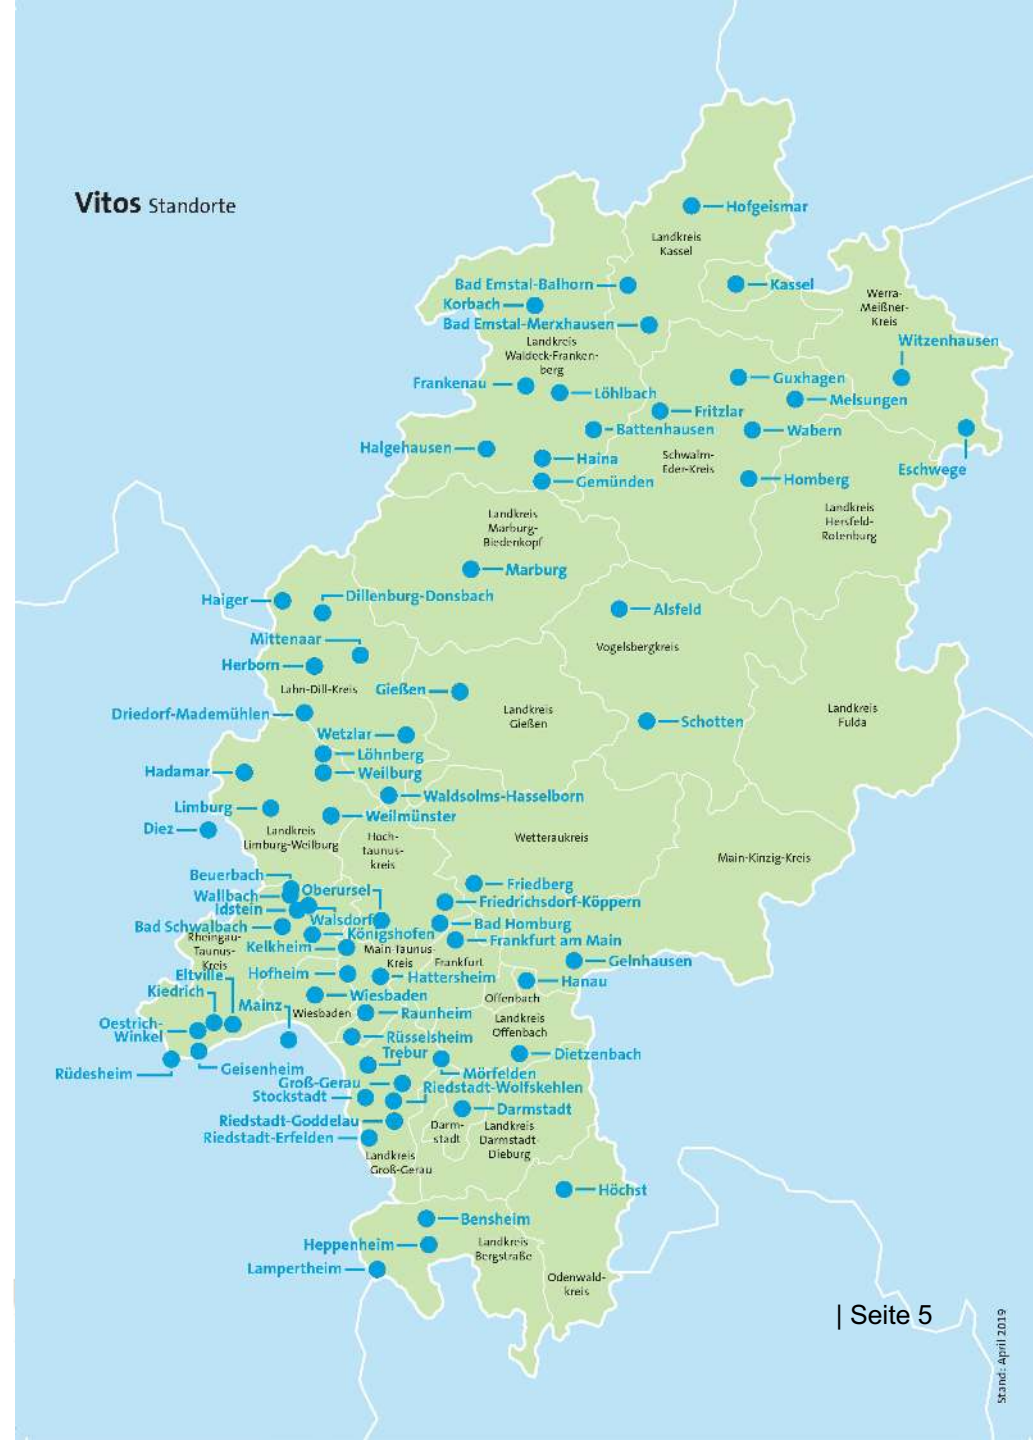 Vitos Standorte
Hofgeismar
Landkreis
Kassel
Bad Emstal-Balhorn
Kassel
Korbach
Werra-
Meißner-
Kreis
Bad Emstal-Merxhausen
Landkreis
Waldeck-Franken-
berg
Witzenhausen
Frankenau
Löhlbach
Guxhagen
Melsungen
Fritzlar
Battenhausen
Wabern
Halgehausen
Haina
Schwalm-
Eder-Kreis
Eschwege
Gemünden
Homberg
Landkreis
Marburg-
Biedenkopf
Landkreis
Hersfeld-
Rotenburg
Marburg
Haiger
Dillenburg-Donsbach
Alsfeld
Mittenaar
Vogelsbergkreis
Herborn
Lahn-Dill-Kreis
Gießen
Driedorf-Mademühlen
Landkreis
Gießen
Schotten
Landkreis
Fulda
Wetzlar
Löhnberg
Hadamar
Weilburg
Waldsolms-Hasselborn
Limburg
Weilmünster
Diez
Landkreis
Limburg-Weilburg
Hoch-
taunus-
kreis
Wetteraukreis
Main-Kinzig-Kreis
Beuerbach
Wallbach
Oberursel
Friedberg
Idstein
Friedrichsdorf-Köppern
Walsdorf
Bad Schwalbach
Königshofen
Bad Homburg
Rheingau-
Taunus-
Kreis
Kelkheim
Main-Taunus-
Kreis
Frankfurt
Frankfurt am Main
Eltville
Hofheim
Hattersheim
Gelnhausen
Hanau
Kiedrich
Wiesbaden
Offenbach
Mainz
Wiesbaden
Raunheim
Landkreis
Offenbach
Oestrich-
Winkel
Rüsselsheim
Trebur
Dietzenbach
Rüdesheim
Geisenheim
Mörfelden
Groß-Gerau
Riedstadt-Wolfskehlen
Stockstadt
Darmstadt
Riedstadt-Goddelau
Darm-
stadt
Landkreis
Darmstadt-
Dieburg
Riedstadt-Erfelden
Landkreis
Groß-Gerau
Höchst
Bensheim
Heppenheim
Landkreis
Bergstraße
Lampertheim
Odenwald-
kreis
| Seite 5
Stand: April 2019